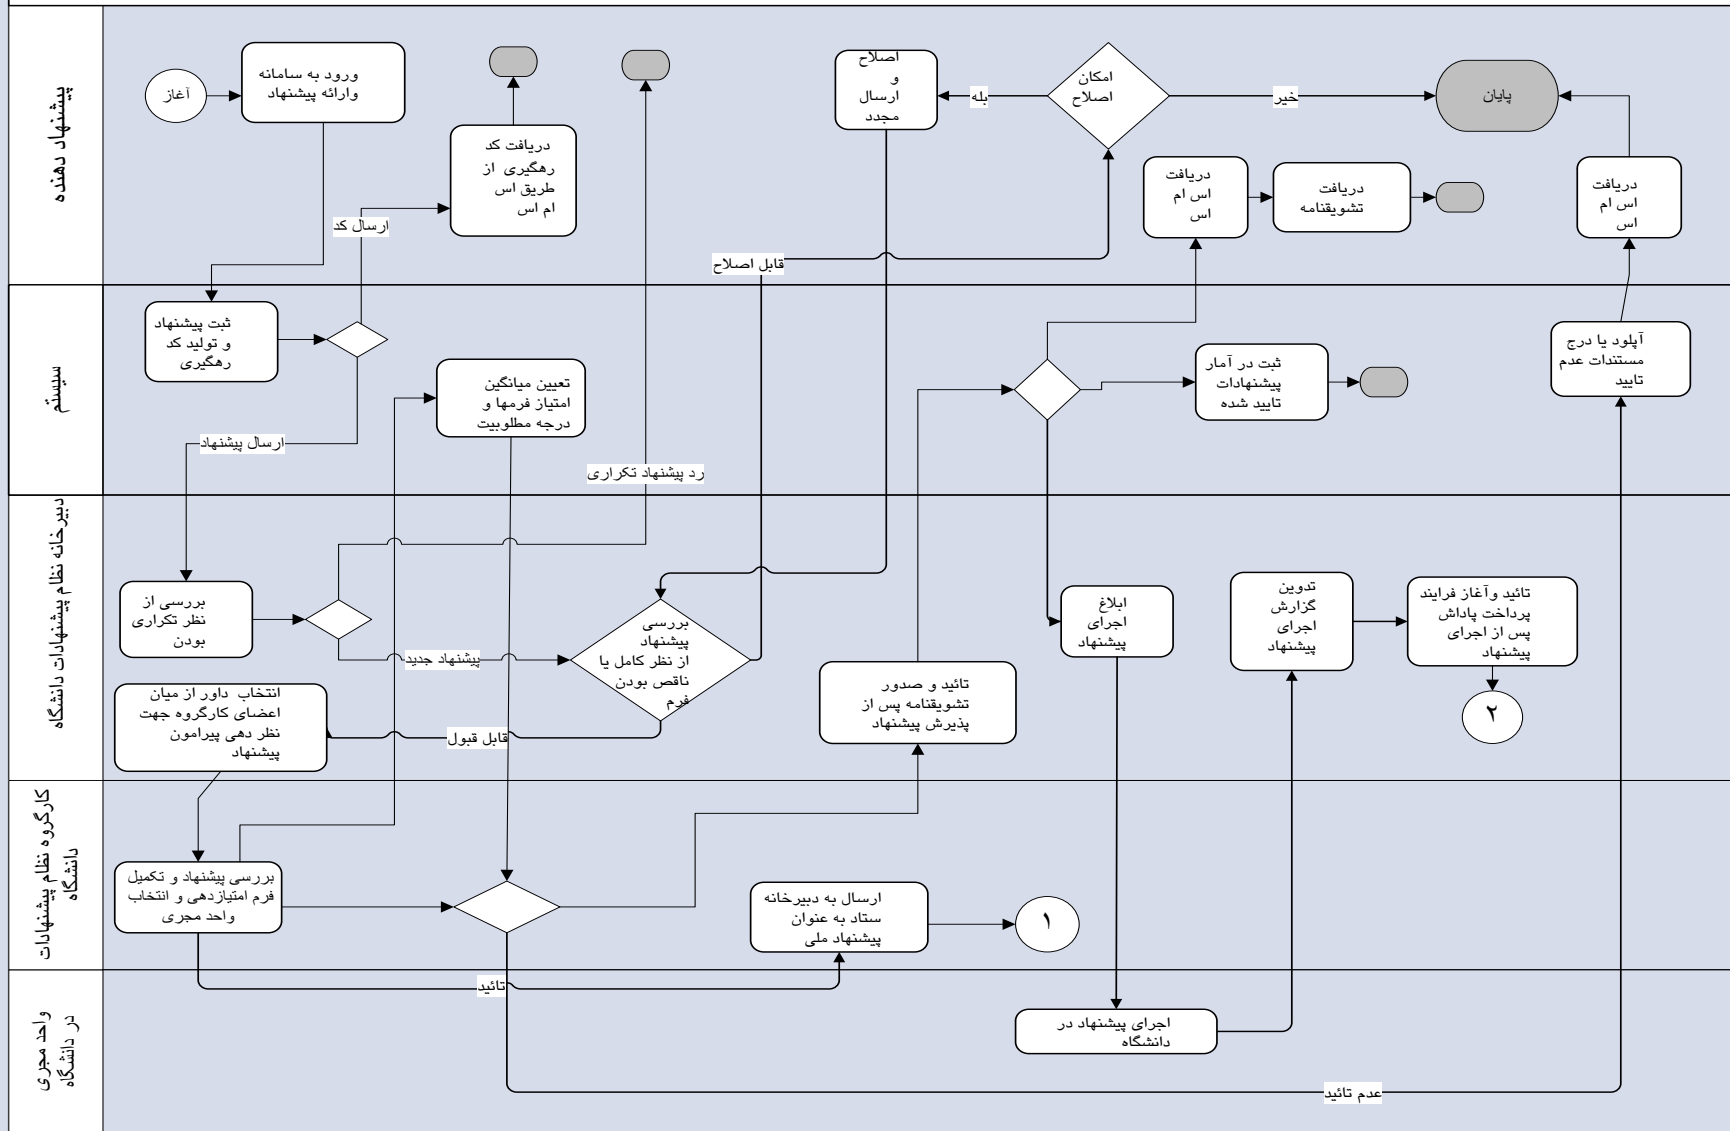 پیشنهاد دهنده
آغاز
ورود به سامانه
وارائه پیشنهاد
دریافت کد
رهگیری از
طریق اس
ام اس
ارسال کد
اصلاح
و
ارسال
مجدد
بله
امکان
اصلاح
خیر
پایان
دریافت
اس ام
اس
دریافت
تشویقنامه
دریافت
اس ام
اس
قابل اصلاح
سیستم
ثبت پیشنهاد
و تولید کد
رهگیری
تعیین میانگین
امتیاز فرمها و
درجه مطلوبیت
ارسال پیشنهاد
رد پیشنهاد تکراری
ثبت در آمار
پیشنهادات
تایید شده
آپلود یا درج
مستندات عدم
تایید
دبیرخانه نظام پیشنهادات دانشگاه
بررسی از
نظر تکراری
بودن
پیشنهاد جدید
بررسی
پیشنهاد
از نظر کامل یا
ناقص بودن
فرم
قابل قبول
انتخاب داور از میان
اعضای کارگروه جهت
نظر دهی پیرامون
پیشنهاد
تائید و صدور
تشویقنامه پس از
پذیرش پیشنهاد
ابلاغ
اجرای
پیشنهاد
تدوین
گزارش
اجرای
پیشنهاد
تائید وآغاز فرایند
پرداخت پاداش
پس از اجرای
پیشنهاد
۲
کارگروه نظام پیشنهادات
دانشگاه
بررسی پیشنهاد و تکمیل
فرم امتیازدهی و انتخاب
واحد مجری
ارسال به دبیرخانه
ستاد به عنوان
پیشنهاد ملی
۱
تائید
واحد مجری
در دانشگاه
اجرای پیشنهاد در
دانشگاه
عدم تائید